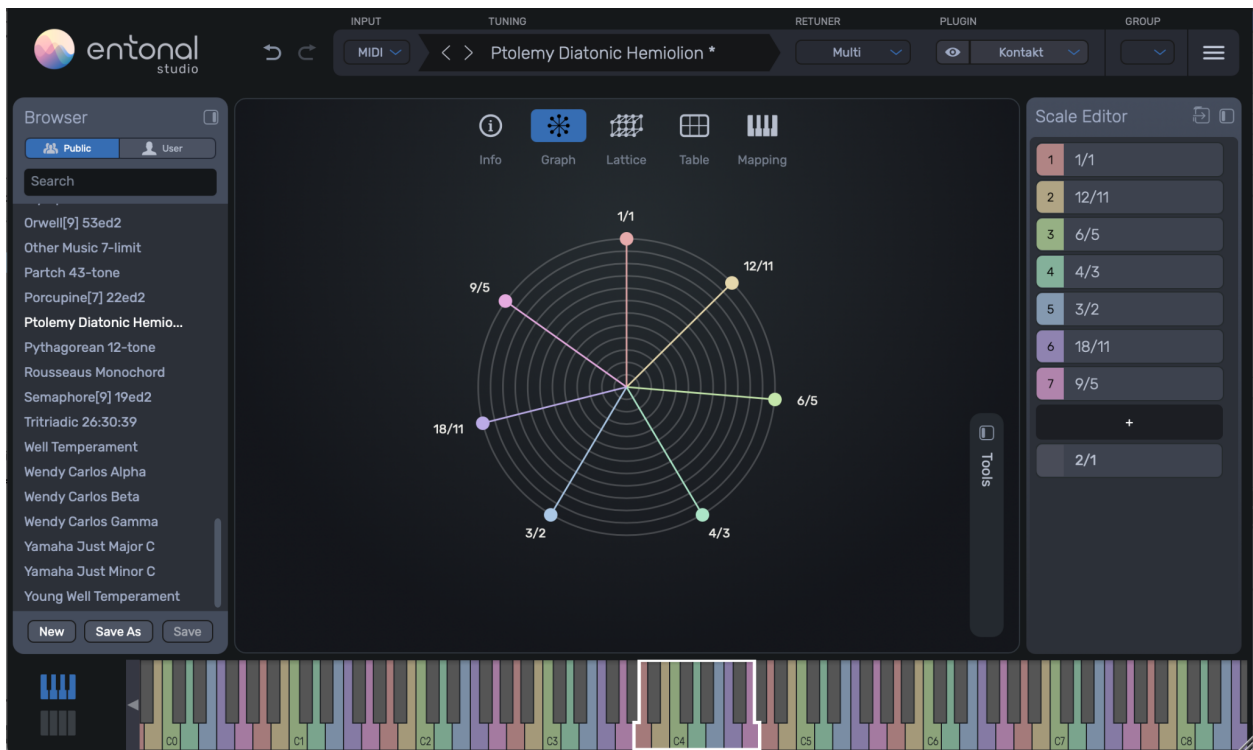 entonal
studio
INPUT
MIDI
TUNING
Ptolemy Diatonic Hemiolion *
RETUNER
Multi
PLUGIN
Kontakt
GROUP
Browser
Public
User
Search
Orwell[9] 53ed2
Other Music 7-limit
Partch 43-tone
Porcupine[7] 22ed2
Ptolemy Diatonic Hemio...
Pythagorean 12-tone
Rousseaus Monochord
Semaphore[9] 19ed2
Tritriadic 26:30:39
Well Temperament
Wendy Carlos Alpha
Wendy Carlos Beta
Wendy Carlos Gamma
Yamaha Just Major C
Yamaha Just Minor C
Young Well Temperament
New
Save As
Save
Info
Graph
Lattice
Table
Mapping
1/1
12/11
9/5
6/5
18/11
3/2
4/3
Tools
Scale Editor
1 1/1
2 12/11
3 6/5
4 4/3
5 3/2
6 18/11
7 9/5
+
2/1
C0
C1
C2
C3
C4
C5
C6
C7
C8